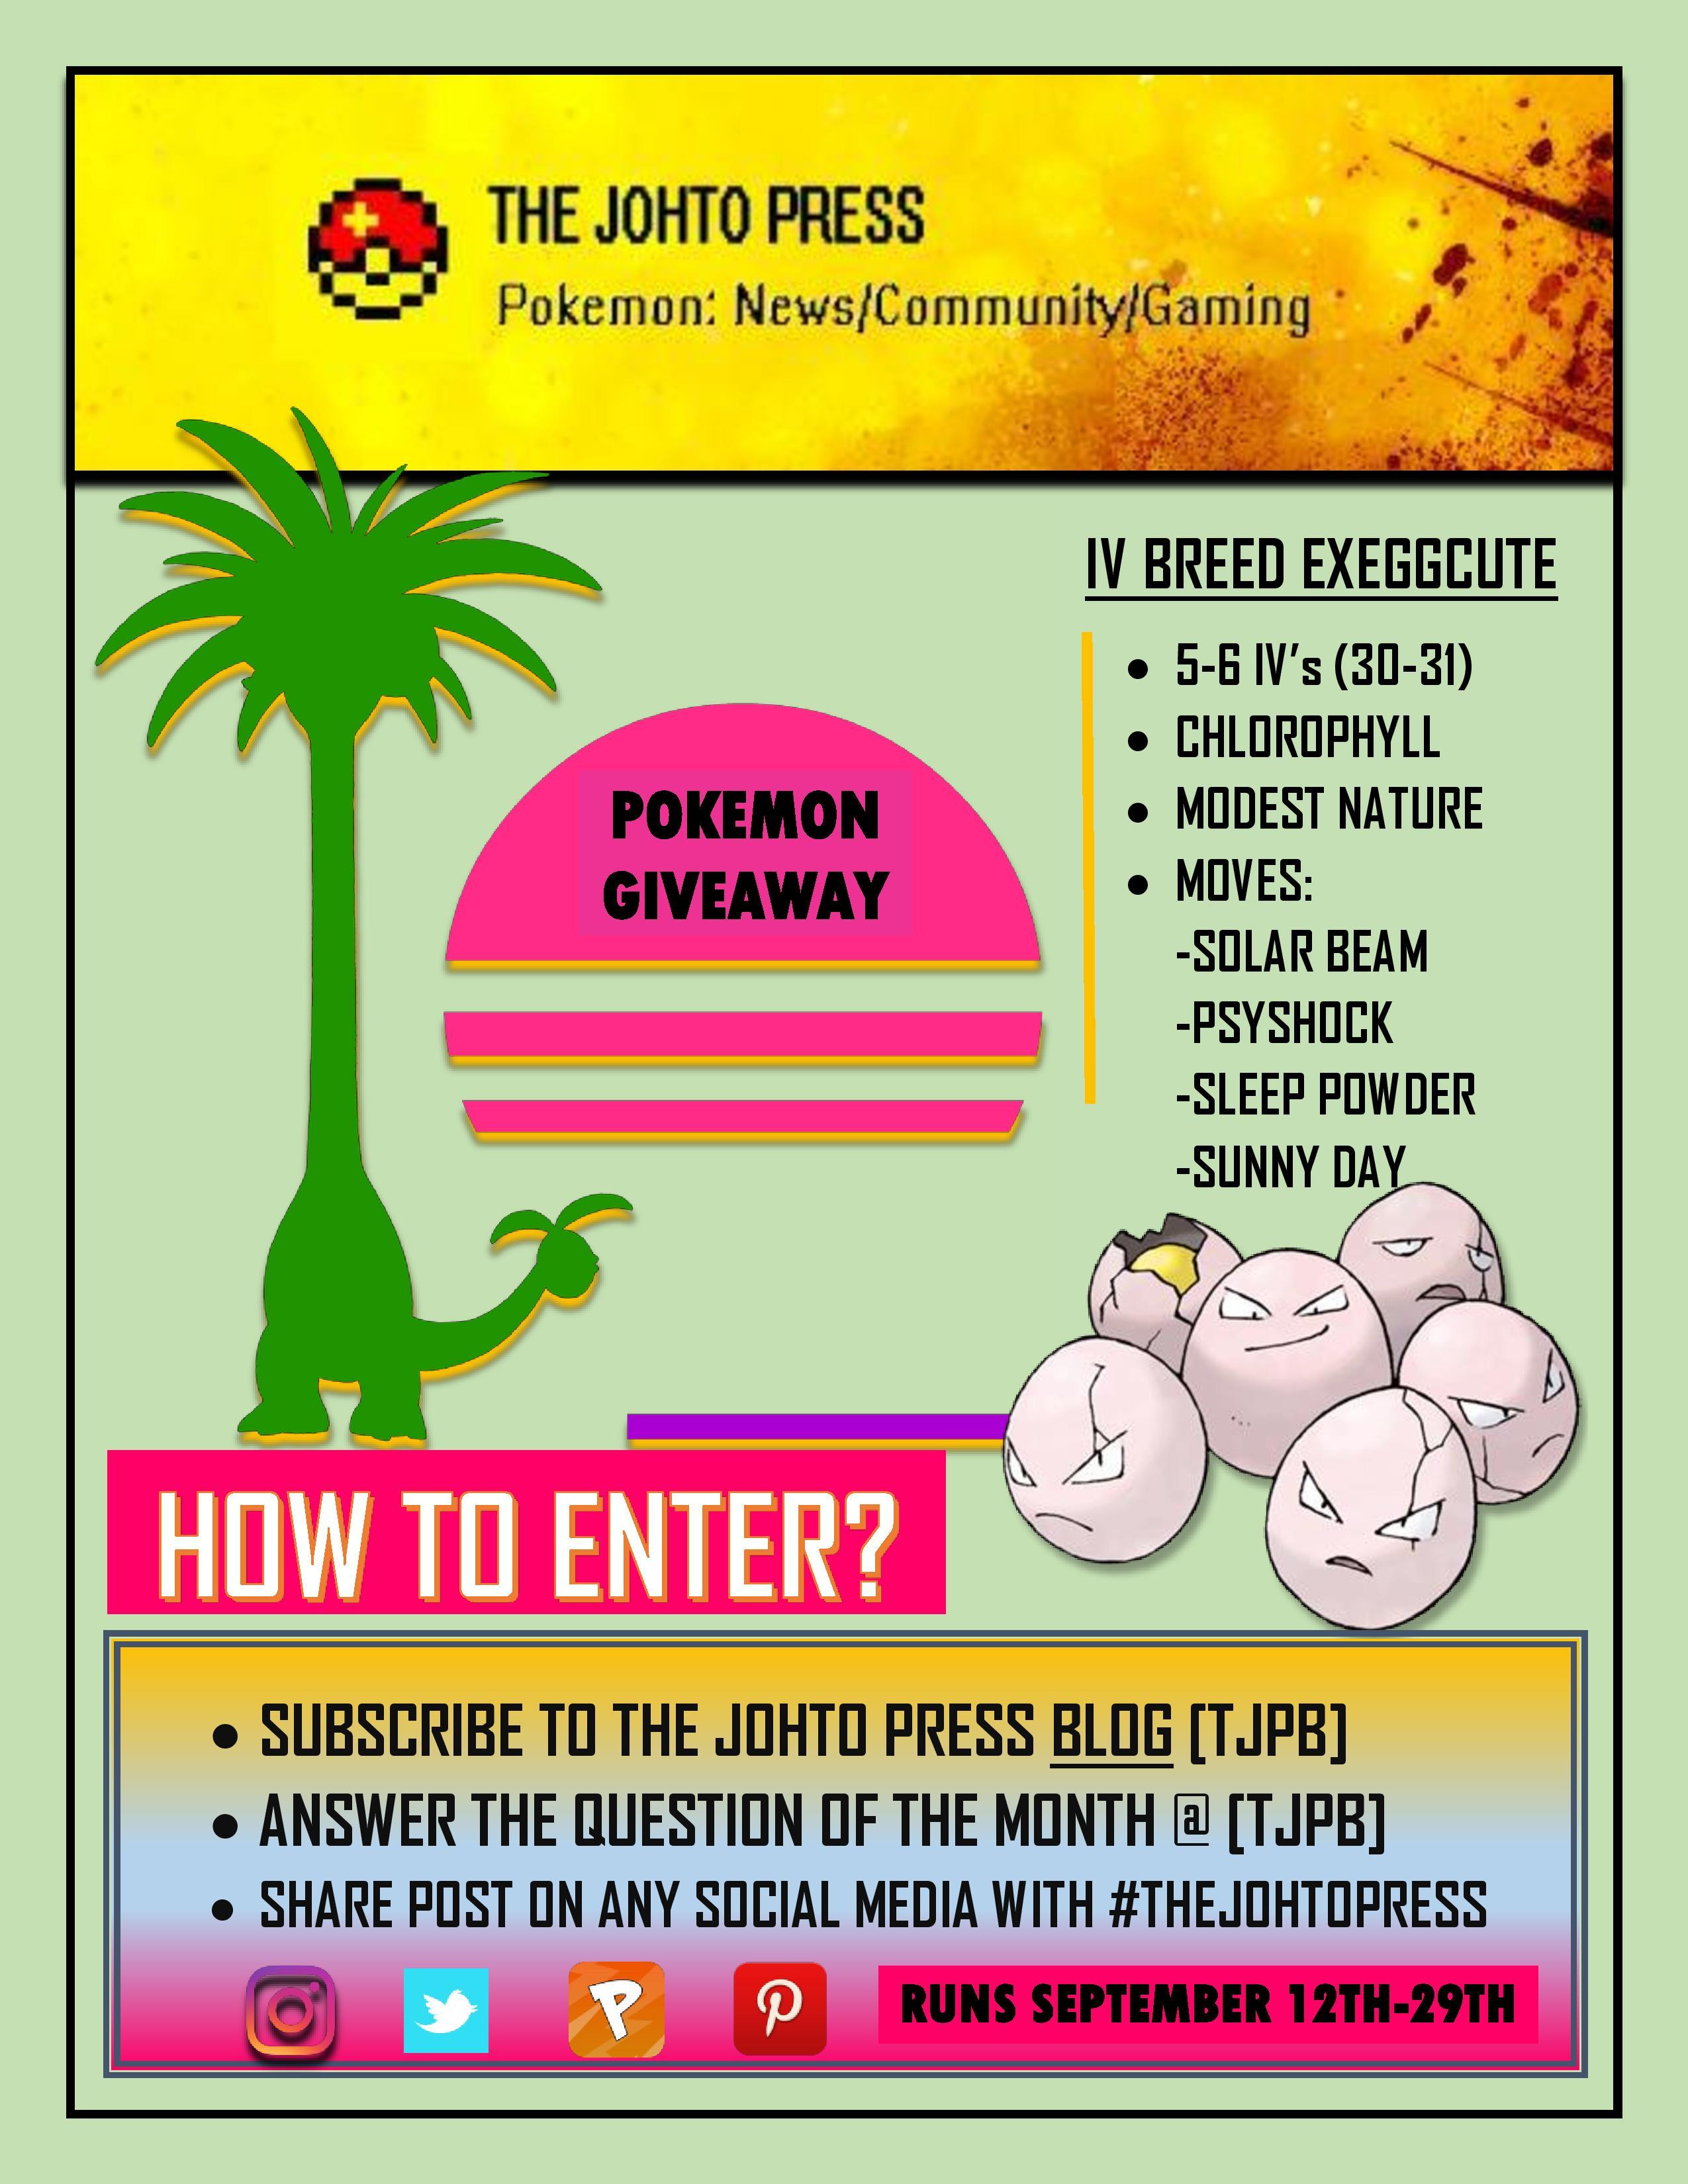 THE JOHTO PRESS
Pokemon: News/Community/Gaming
IV BREED EXEGGCUTE
• 5-6 IV’s (30-31)
• CHLOROPHYLL
• MODEST NATURE
• MOVES:
-SOLAR BEAM
-PSYSHOCK
-SLEEP POWDER
-SUNNY DAY
POKEMON
GIVEAWAY
HOW TO ENTER?
• SUBSCRIBE TO THE JOHTO PRESS BLOG [TJPB]
• ANSWER THE QUESTION OF THE MONTH @ [TJPB]
• SHARE POST ON ANY SOCIAL MEDIA WITH #THEJOHTOPRESS
RUNS SEPTEMBER 12TH-29TH